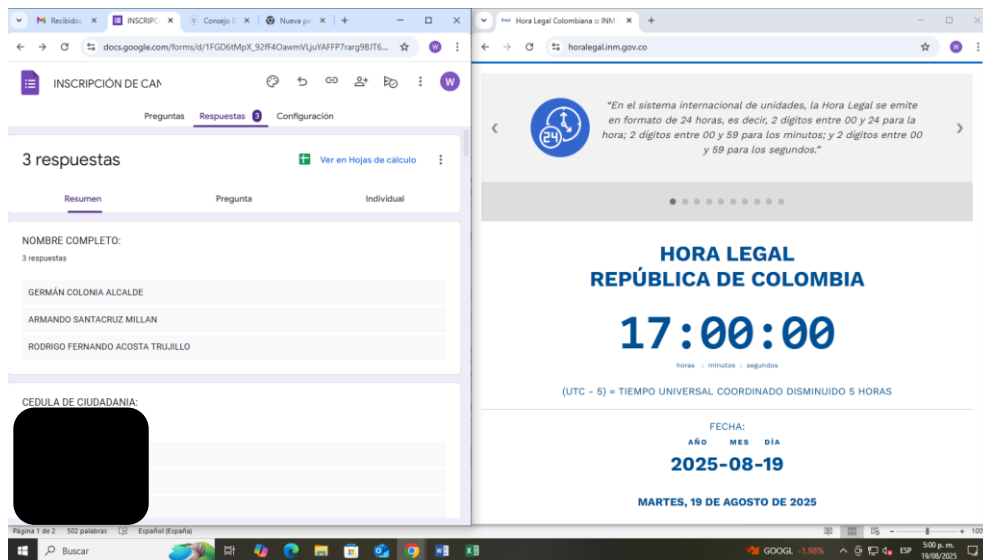 Recibidos
INSCRIPC
Consejo
Nueva pe
docs.google.com/forms/d/1FGD6tMpX_92fF4OawmVLjuYAFFP7rarg9BJT6...
W
INSCRIPCIÓN DE CAN
W
Preguntas Respuestas 3 Configuración
3 respuestas
Ver en Hojas de cálculo
Resumen Pregunta Individual
NOMBRE COMPLETO:
3 respuestas
GERMÁN COLONIA ALCALDE
ARMANDO SANTACRUZ MILLAN
RODRIGO FERNANDO ACOSTA TRUJILLO
CEDULA DE CIUDADANIA:
Hora Legal Colombiana :: INM
horalegal.inm.gov.co
W
"En el sistema internacional de unidades, la Hora Legal se emite
en formato de 24 horas, es decir, 2 dígitos entre 00 y 24 para la
hora; 2 dígitos entre 00 y 59 para los minutos; y 2 dígitos entre 00
y 59 para los segundos."
24
HORA LEGAL
REPÚBLICA DE COLOMBIA
17:00:00
horas : minutos : segundos
(UTC - 5) = TIEMPO UNIVERSAL COORDINADO DISMINUIDO 5 HORAS
FECHA:
AÑO MES DÍA
2025-08-19
MARTES, 19 DE AGOSTO DE 2025
Página 1 de 2 502 palabras Español (España)
100
Buscar
GOOGL -1,98%
ESP
5:00 p. m.
19/08/2025